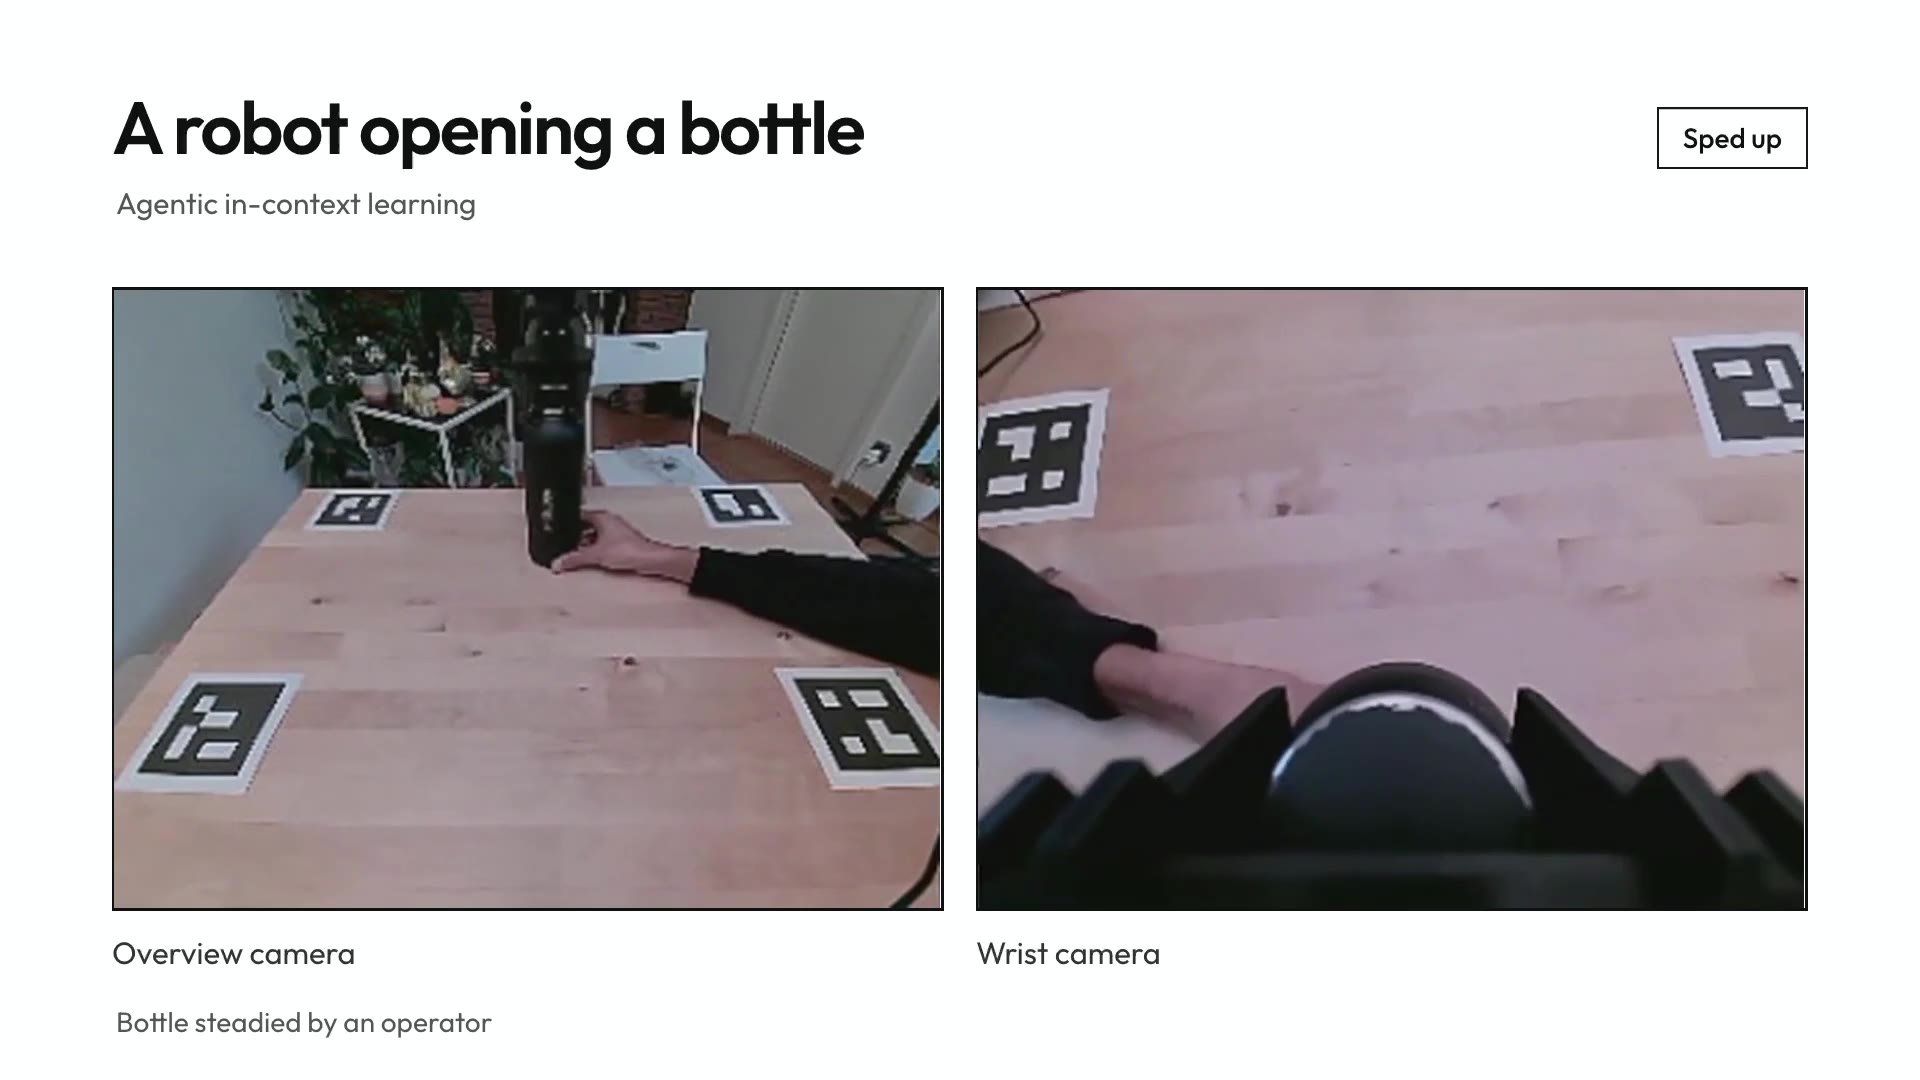 A robot opening a bottle
Sped up
Agentic in-context learning
Overview camera
Wrist camera
Bottle steadied by an operator